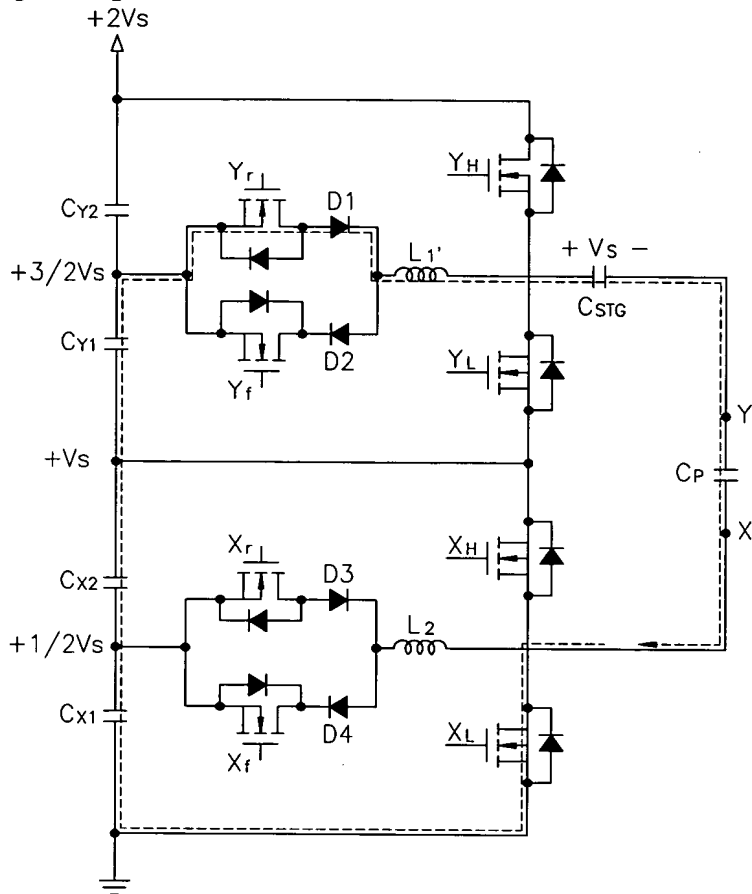 +2Vs
YH
Yr
D1
CY2
L1'
+ Vs −
+3/2Vs
CSTG
CY1
D2
YL
Yf
Y
+Vs
CP
Xr
XH
X
D3
CX2
L2
+1/2Vs
CX1
D4
XL
Xf